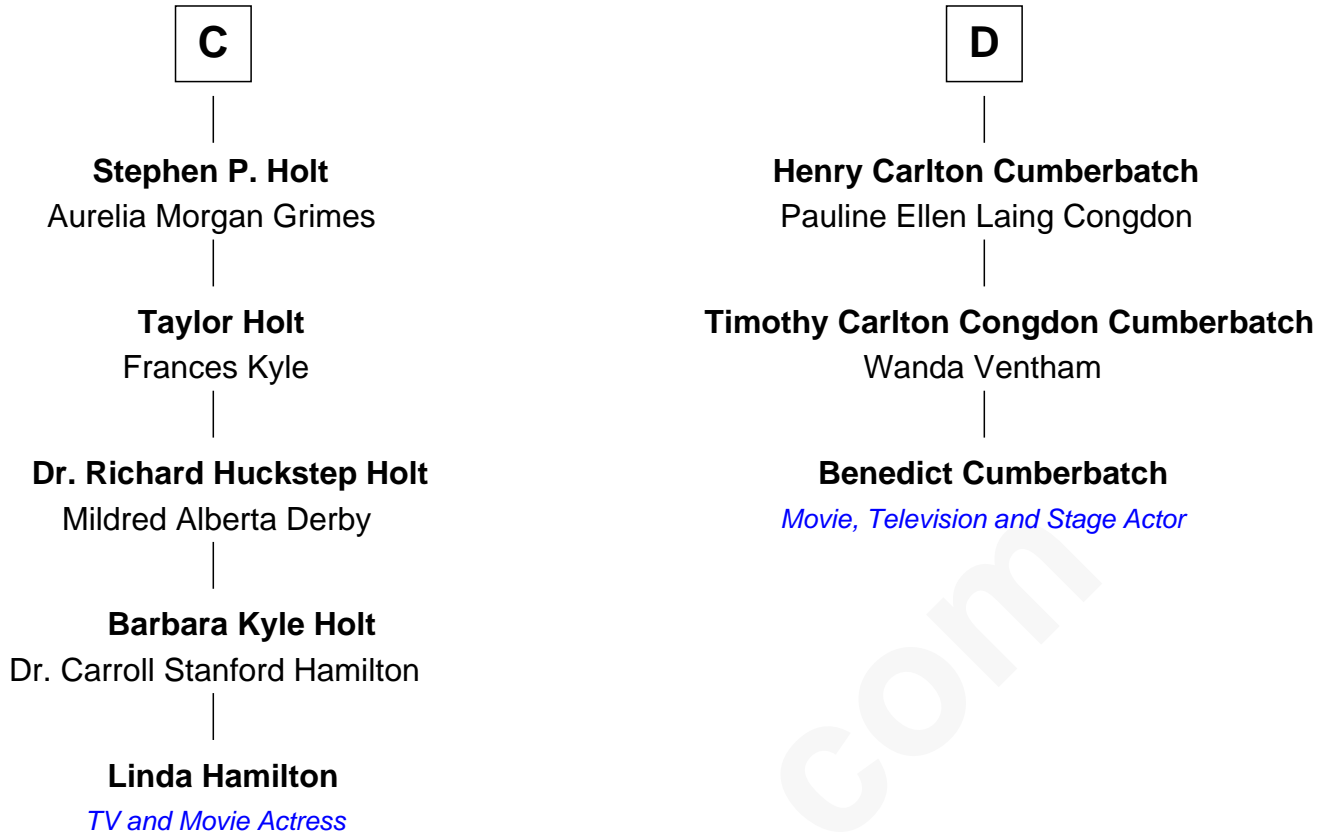 C
Stephen P. Holt
Aurelia Morgan Grimes
Taylor Holt
Frances Kyle
Dr. Richard Huckstep Holt
Mildred Alberta Derby
Barbara Kyle Holt
Dr. Carroll Stanford Hamilton
Linda Hamilton
TV and Movie Actress
D
Henry Carlton Cumberbatch
Pauline Ellen Laing Congdon
Timothy Carlton Congdon Cumberbatch
Wanda Ventham
Benedict Cumberbatch
Movie, Television and Stage Actor
com